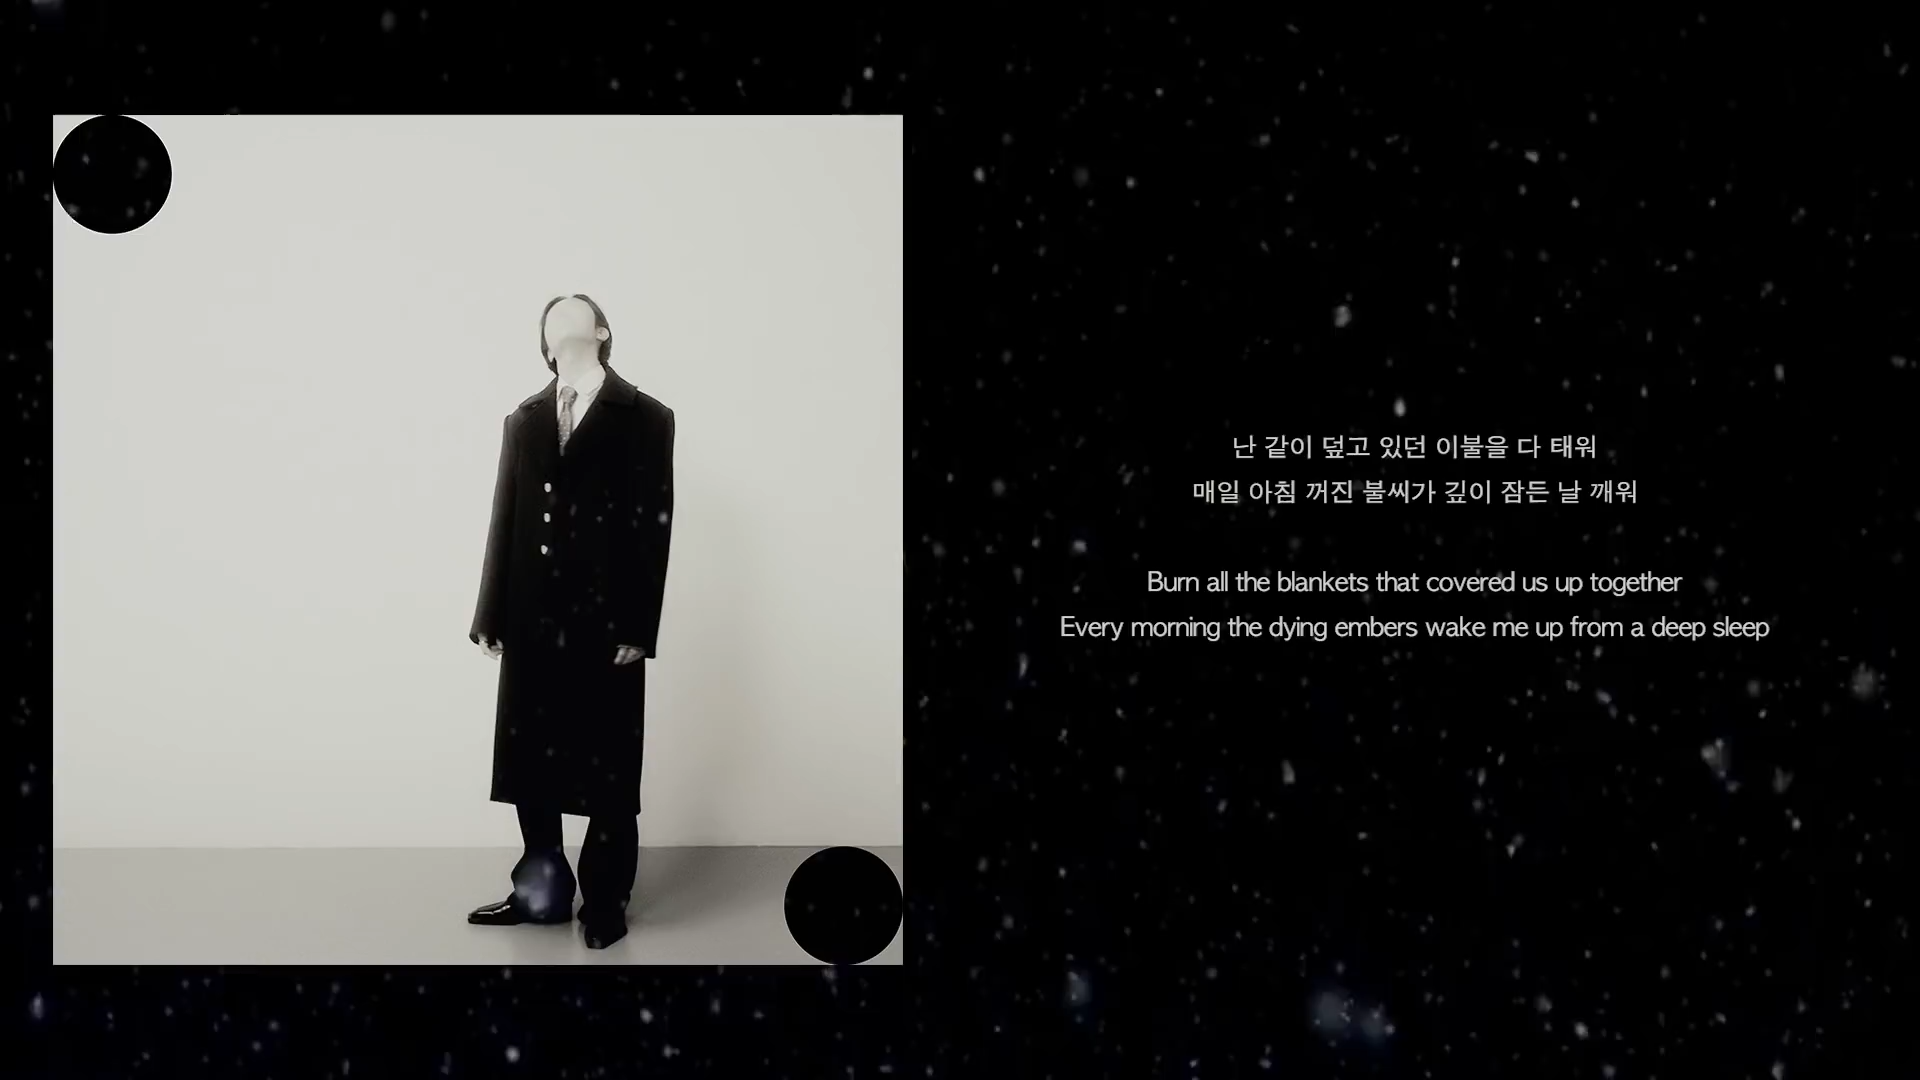 난 같이 덮고 있던 이불을 다 태워
매일 아침 꺼진 불씨가 깊이 잠든 날 깨워
Burn all the blankets that covered us up together
Every morning the dying embers wake me up from a deep sleep